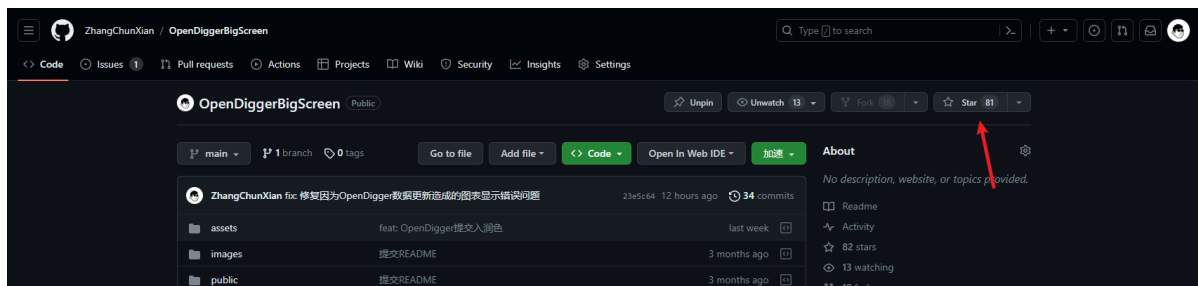 ZhangChunXian / OpenDiggerBigScreen Type / to search
Code Issues 1 Pull requests Actions Projects Wiki Security Insights Settings
OpenDiggerBigScreen Public Unpin Unwatch 13 Fork 18 Star 81
main 1 branch 0 tags Go to file Add file Code Open In Web IDE 加速 About
No description, website, or topics provided.
ZhangChunXian fix: 修复因为OpenDigger数据更新造成的图表显示错误问题 23e5c64 12 hours ago 34 commits
Readme
assets feat: OpenDigger提交入润色 last week Activity
images 提交README 3 months ago 82 stars
13 watching
public 提交README 3 months ago